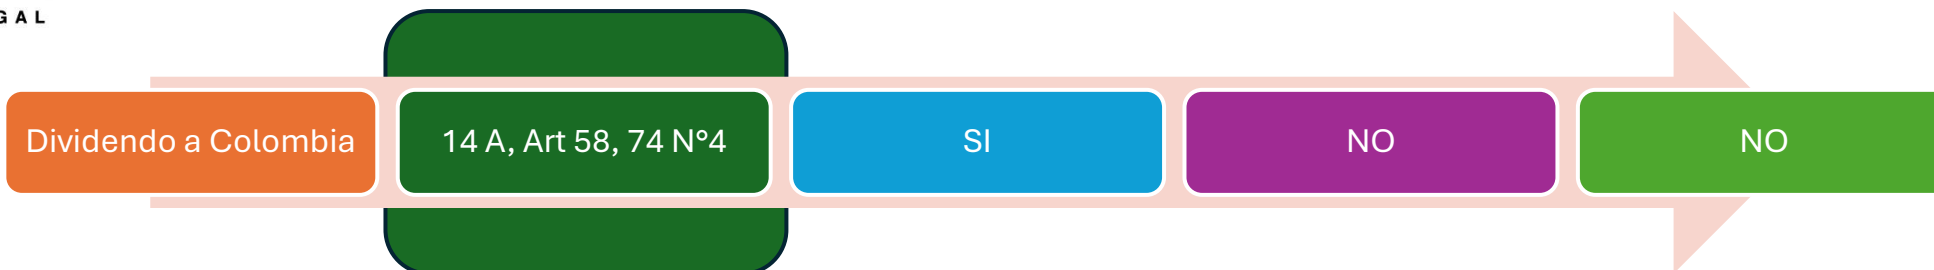 GAL
Dividendo a Colombia
14 A, Art 58, 74 N°4
SI
NO
NO